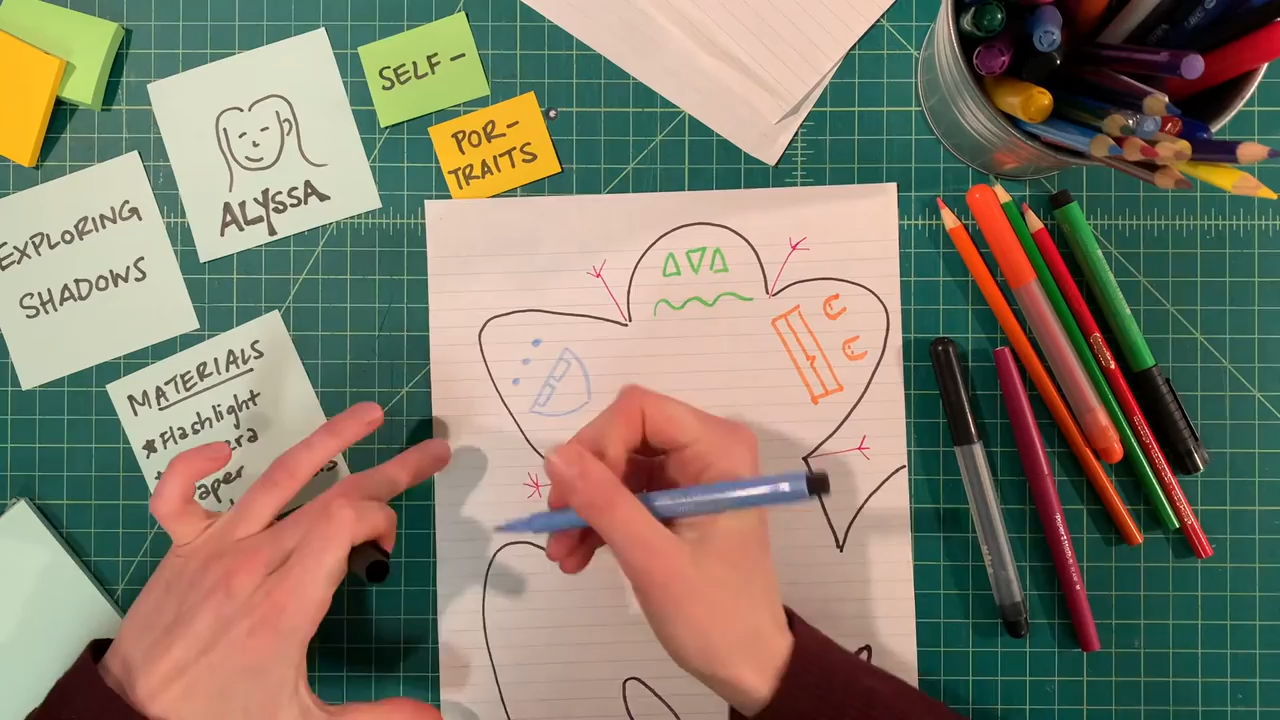 SELF-
POR-
TRAITS
ALYSSA
EXPLORING
SHADOWS
MATERIALS
*Flashlight